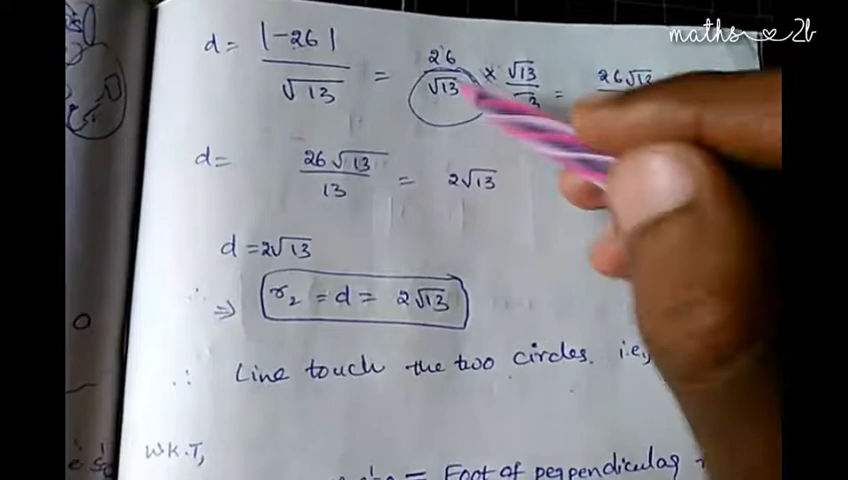 maths 2b
d = |-26| / √13 = 26 / √13 × √13 / √13 = 26√13
d = 26√13 / 13 = 2√13
d = 2√13
∴ ⇒ r₂ = d = 2√13
∴ Line touch the two circles. i.e,
W.K.T,
= Foot of perpendicular